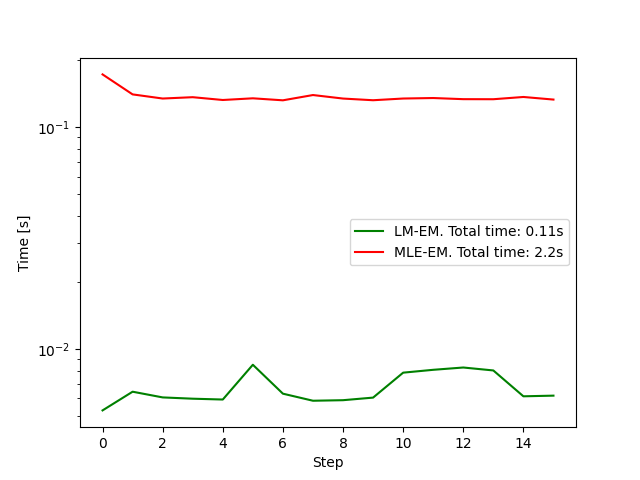 10⁻¹
10⁻²
Time [s]
LM-EM. Total time: 0.11s
MLE-EM. Total time: 2.2s
0 2 4 6 8 10 12 14
Step